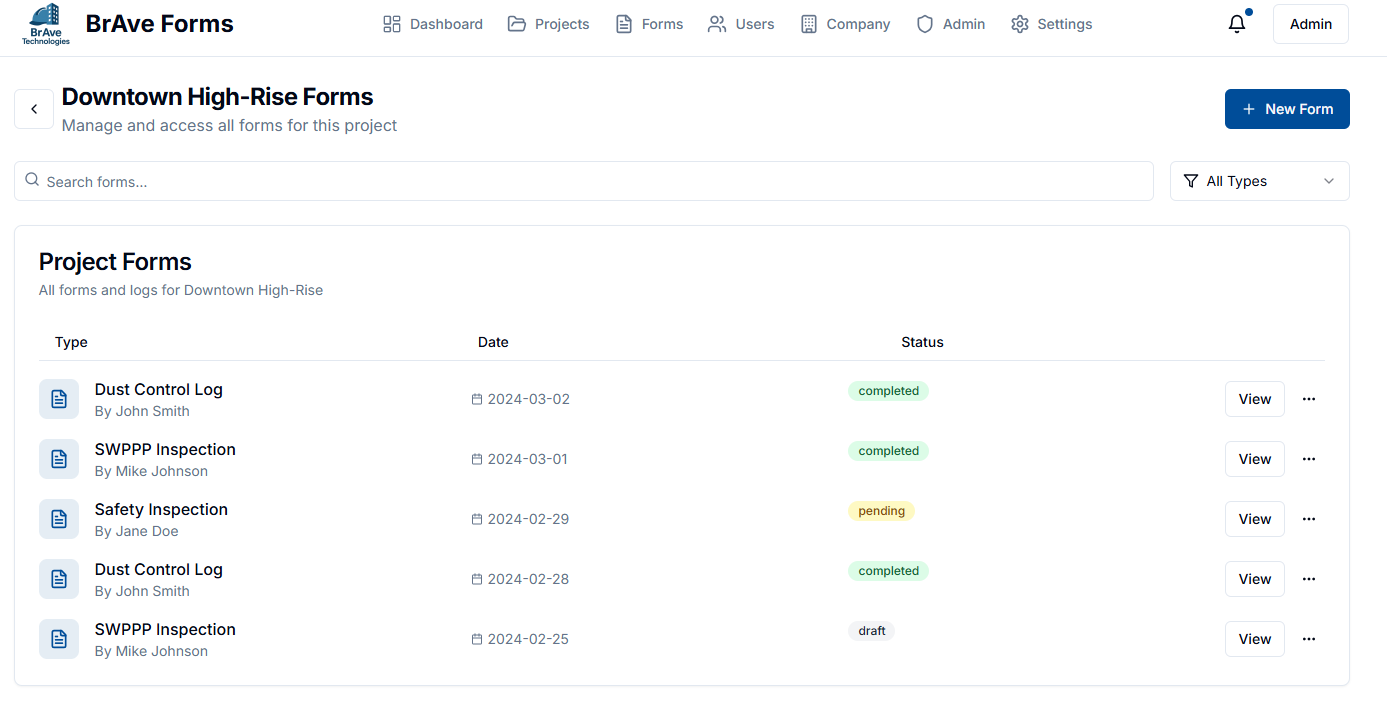 BrAve
Technologies
BrAve Forms
Dashboard
Projects
Forms
Users
Company
Admin
Settings
Admin
Downtown High-Rise Forms
Manage and access all forms for this project
New Form
Search forms...
All Types
Project Forms
All forms and logs for Downtown High-Rise
Type Date Status
Dust Control Log
By John Smith
2024-03-02
completed
View
SWPPP Inspection
By Mike Johnson
2024-03-01
completed
View
Safety Inspection
By Jane Doe
2024-02-29
pending
View
Dust Control Log
By John Smith
2024-02-28
completed
View
SWPPP Inspection
By Mike Johnson
2024-02-25
draft
View